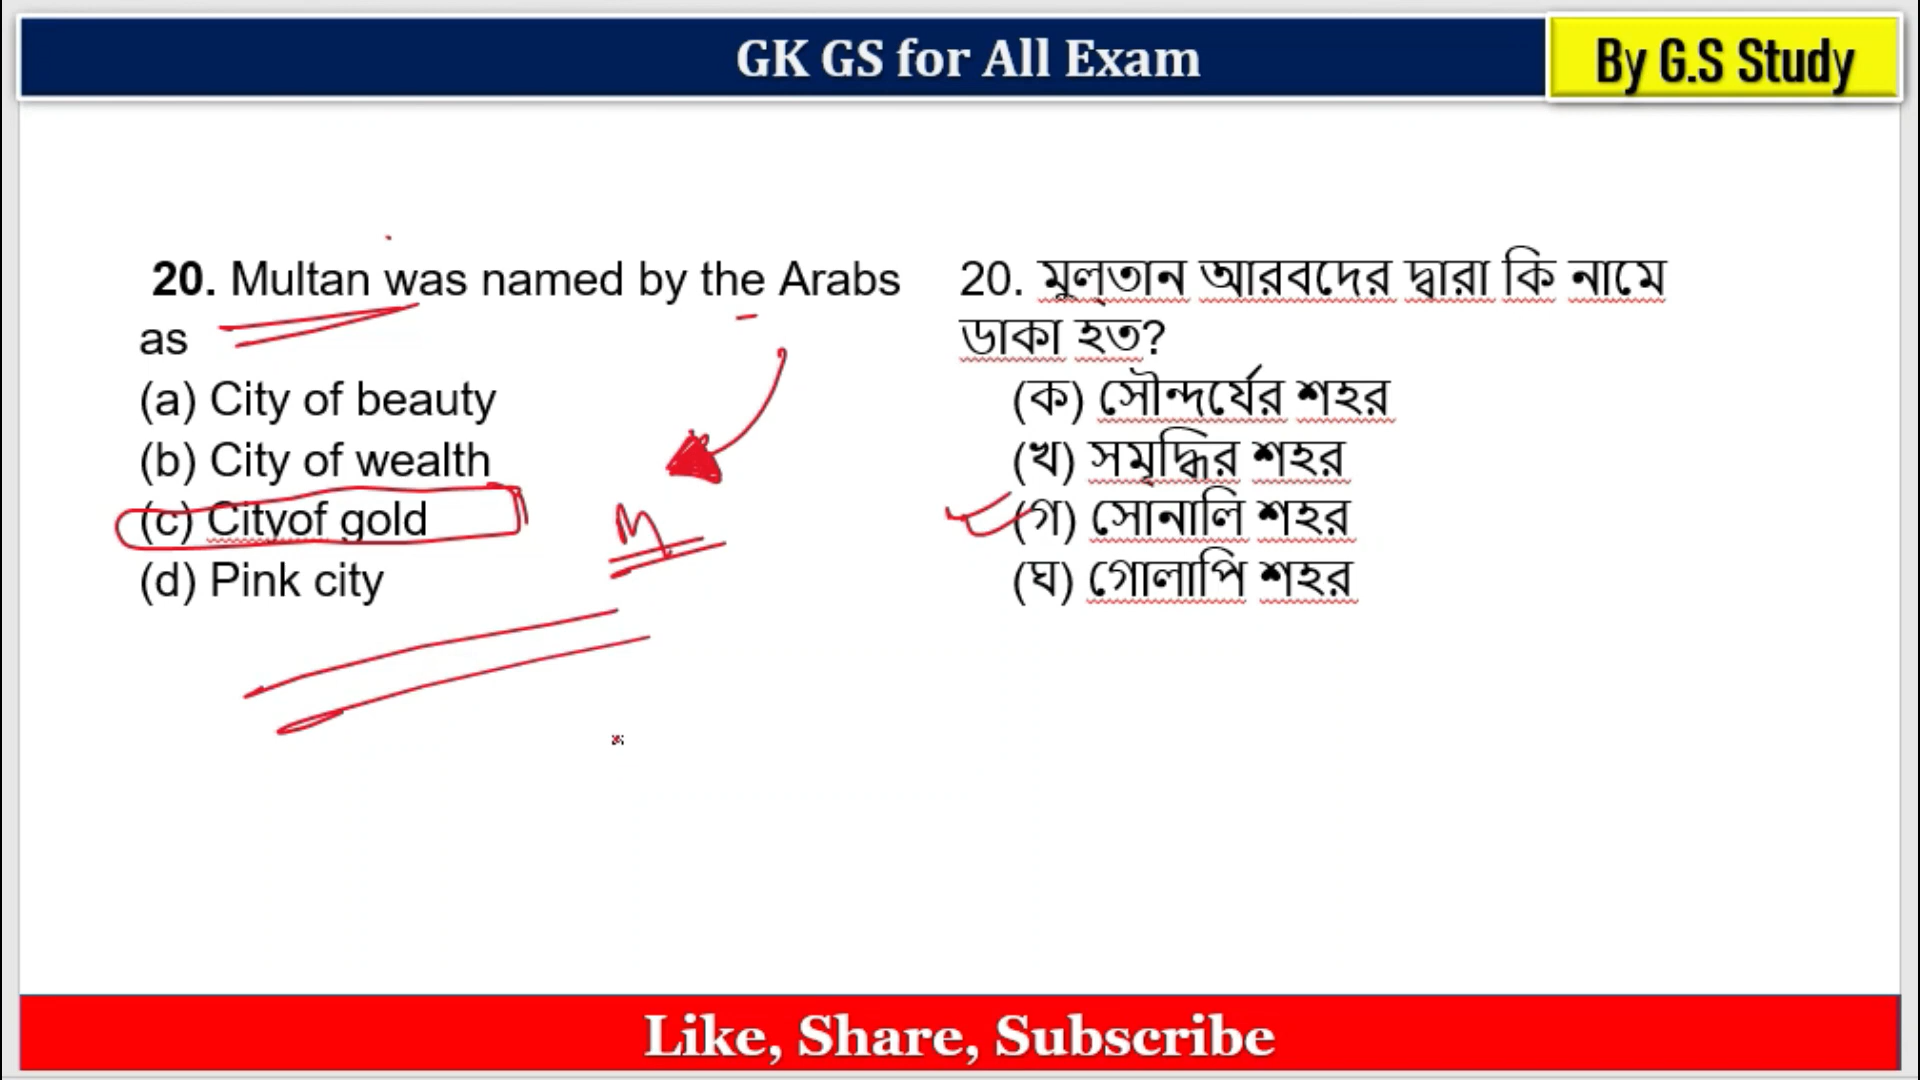 GK GS for All Exam
By G.S Study
20. Multan was named by the Arabs
as
(a) City of beauty
(b) City of wealth
(c) Cityof gold
(d) Pink city
20. মুল্তান আরবদের দ্বারা কি নামে
ডাকা হত?
(ক) সৌন্দর্যের শহর
(খ) সমৃদ্ধির শহর
(গ) সোনালি শহর
(ঘ) গোলাপি শহর
Like, Share, Subscribe